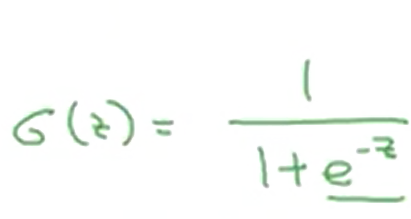 σ(z) = 1 / (1 + e^{-z})